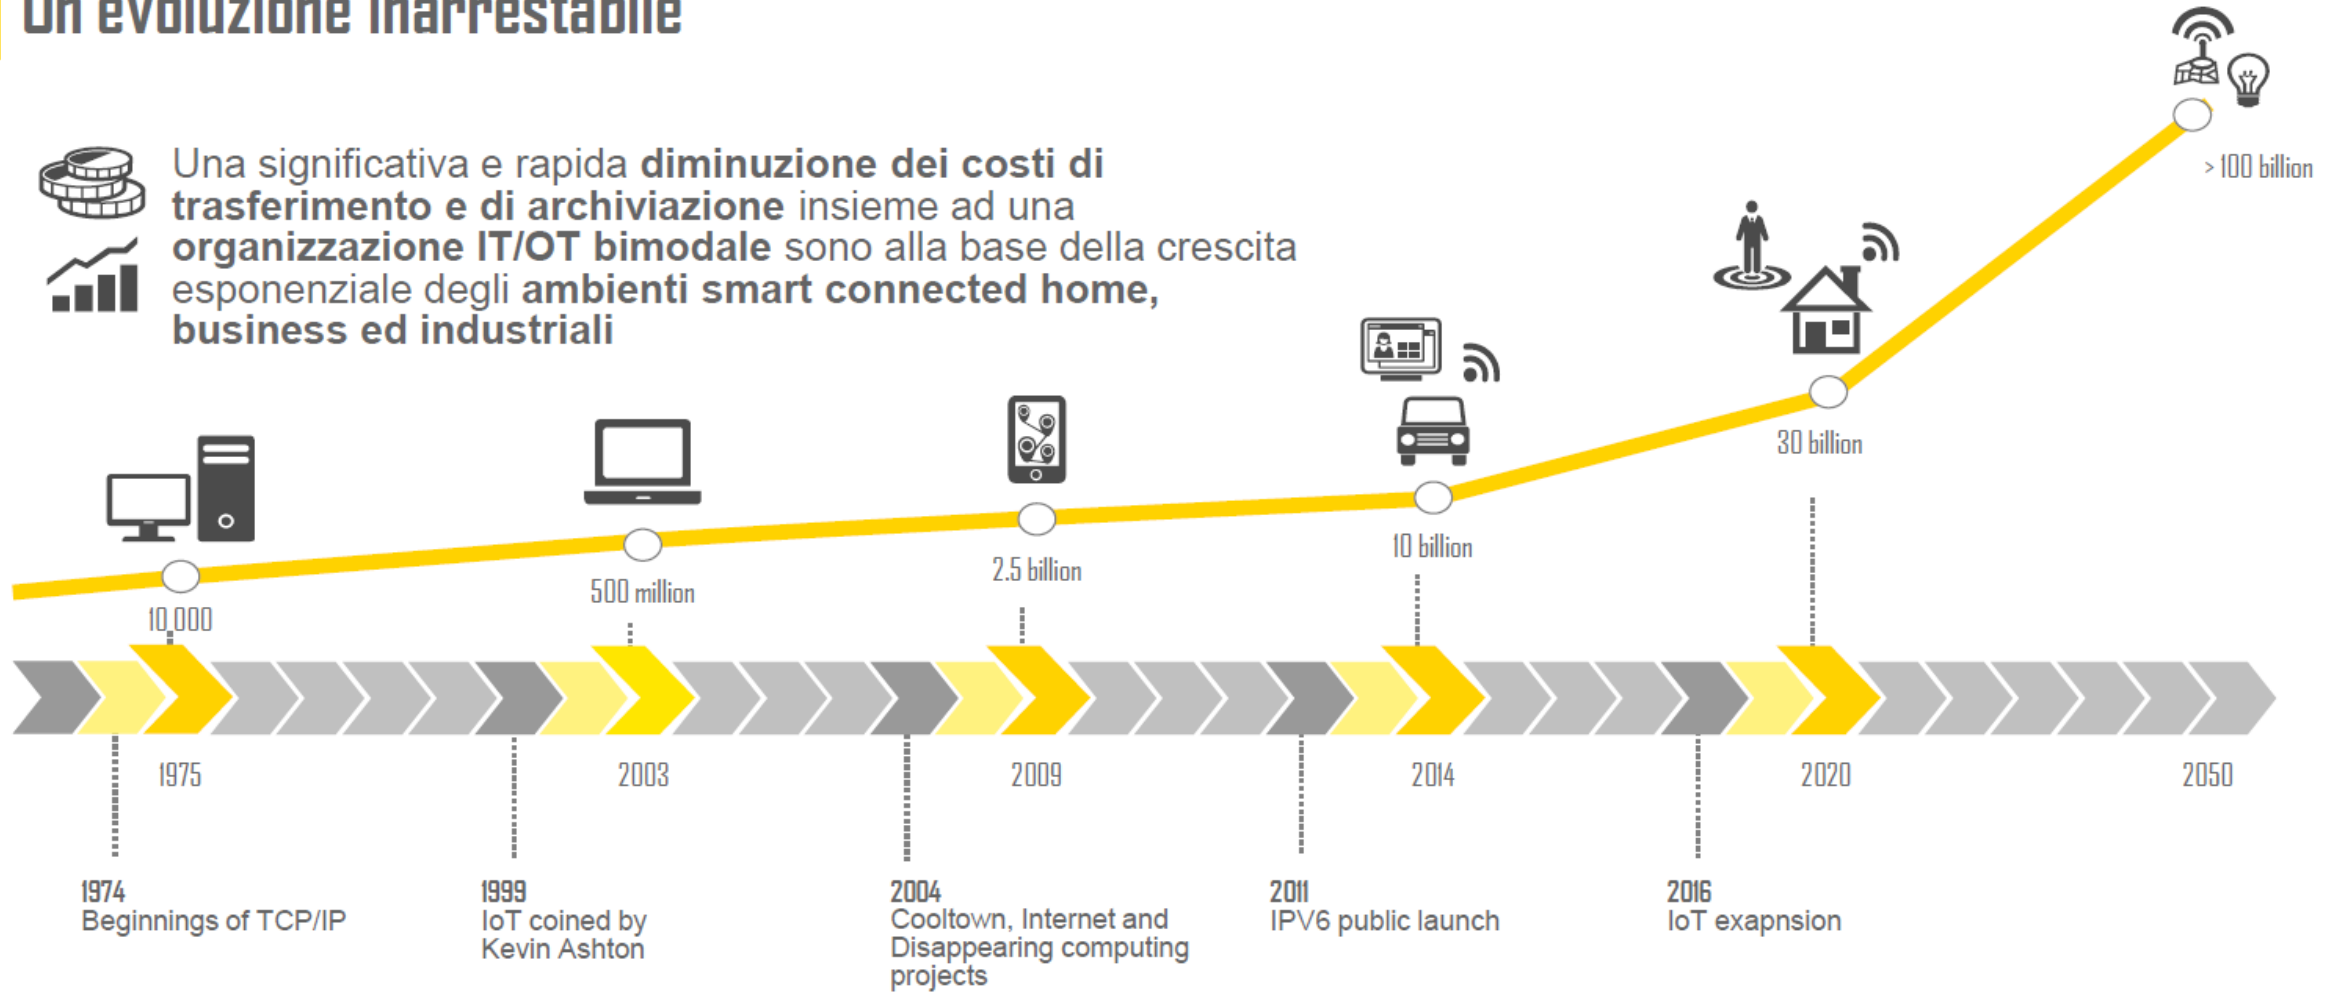 Un'evoluzione inarrestabile
Una significativa e rapida diminuzione dei costi di
trasferimento e di archiviazione insieme ad una
organizzazione IT/OT bimodale sono alla base della crescita
esponenziale degli ambienti smart connected home,
business ed industriali
> 100 billion
30 billion
10 billion
2.5 billion
500 million
10,000
1975
2003
2009
2014
2020
2050
1974
Beginnings of TCP/IP
1999
IoT coined by
Kevin Ashton
2004
Cooltown, Internet and
Disappearing computing
projects
2011
IPV6 public launch
2016
IoT exapnsion